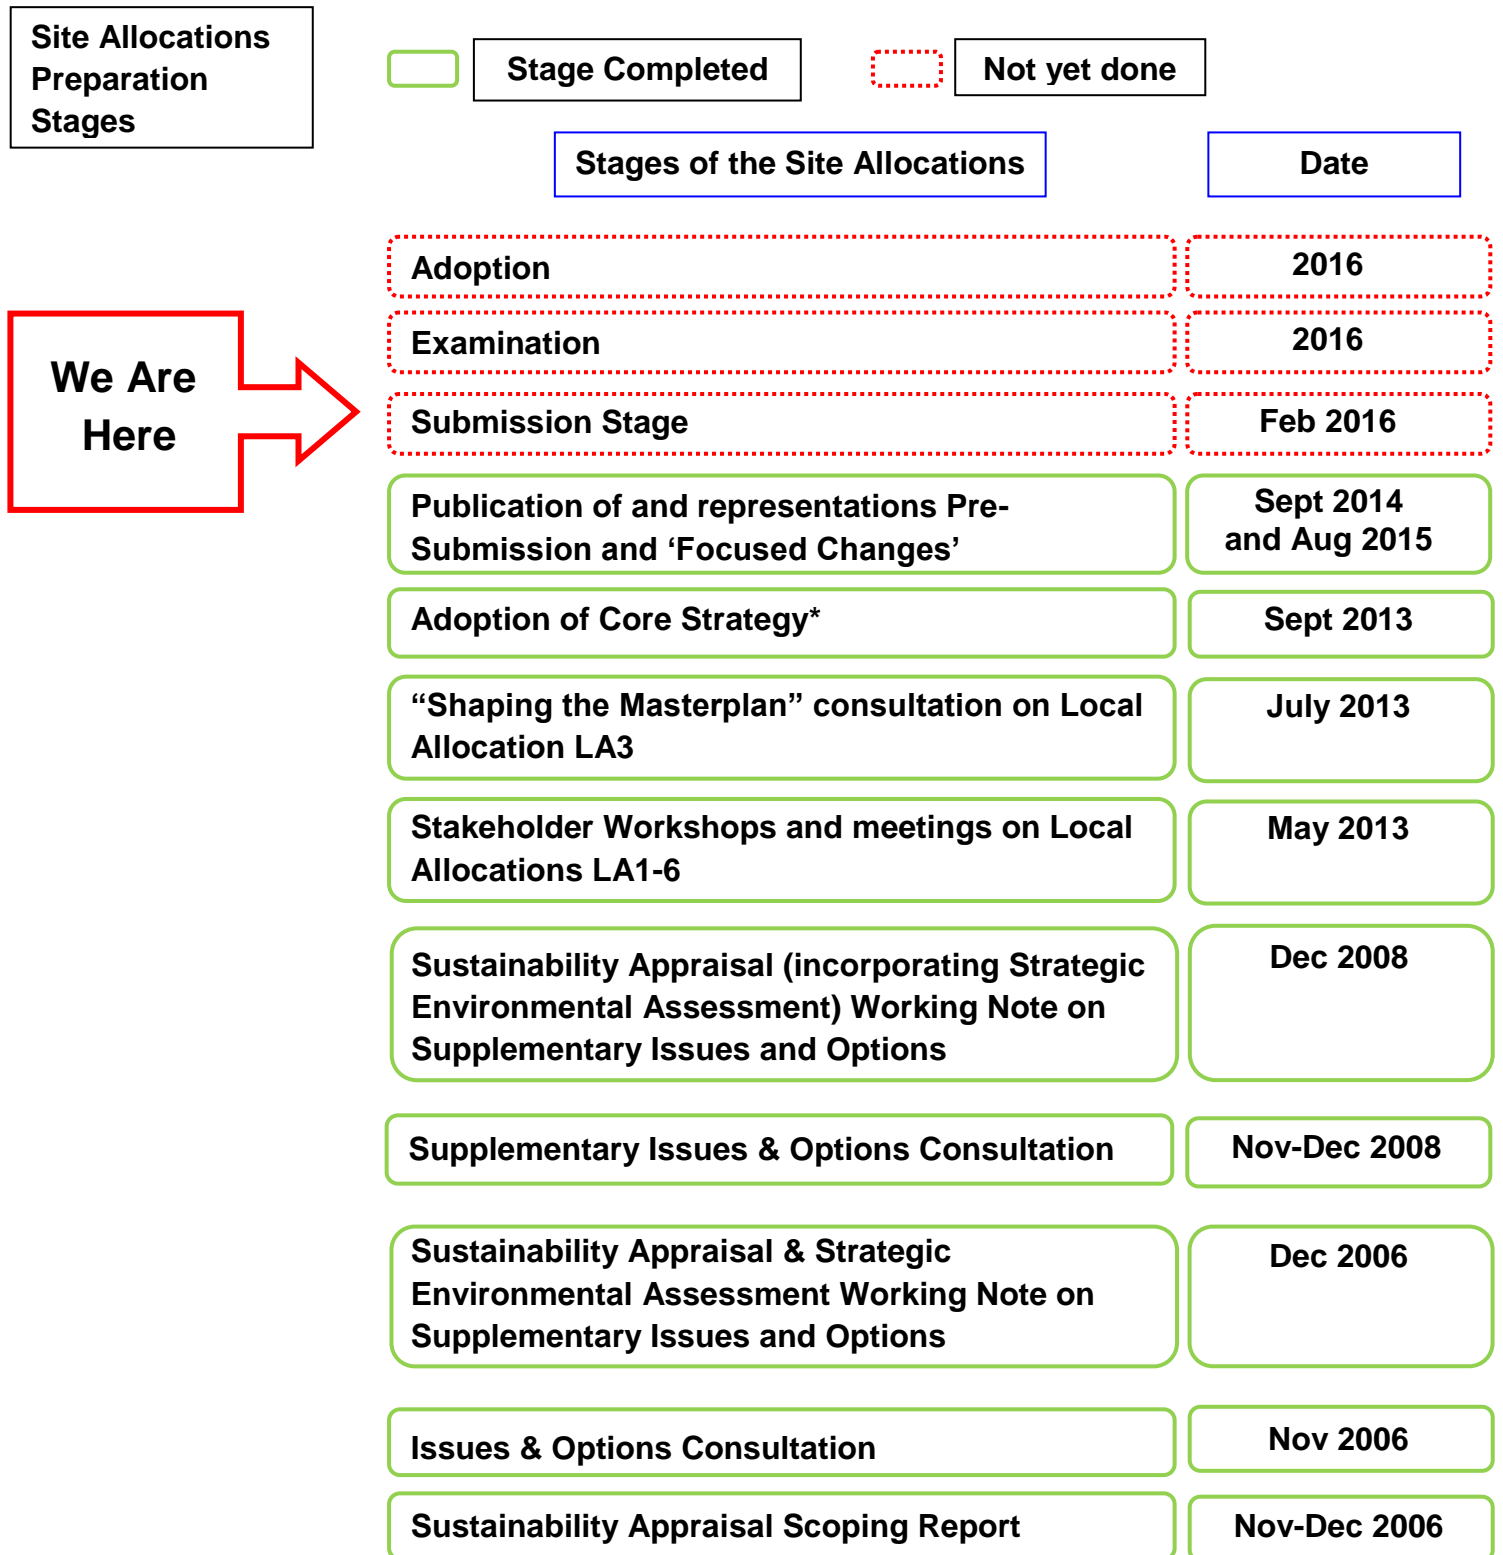 Site Allocations
Preparation
Stages
Stage Completed
Not yet done
Stages of the Site Allocations
Date
Adoption
2016
Examination
2016
We Are
Here
Submission Stage
Feb 2016
Publication of and representations Pre-
Submission and ‘Focused Changes’
Sept 2014
and Aug 2015
Adoption of Core Strategy*
Sept 2013
“Shaping the Masterplan” consultation on Local
Allocation LA3
July 2013
Stakeholder Workshops and meetings on Local
Allocations LA1-6
May 2013
Sustainability Appraisal (incorporating Strategic
Environmental Assessment) Working Note on
Supplementary Issues and Options
Dec 2008
Supplementary Issues & Options Consultation
Nov-Dec 2008
Sustainability Appraisal & Strategic
Environmental Assessment Working Note on
Supplementary Issues and Options
Dec 2006
Issues & Options Consultation
Nov 2006
Sustainability Appraisal Scoping Report
Nov-Dec 2006